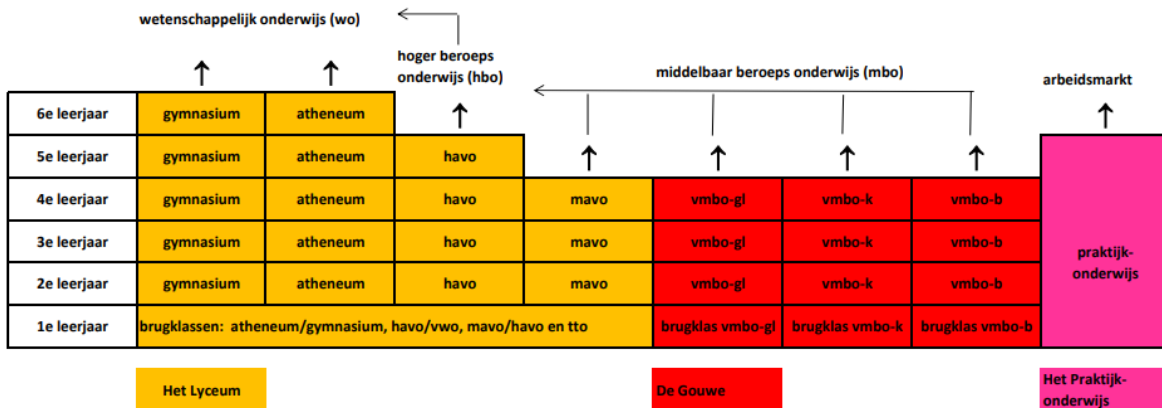 wetenschappelijk onderwijs (wo)
hoger beroeps
onderwijs (hbo)
middelbaar beroeps onderwijs (mbo)
arbeidsmarkt
6e leerjaar gymnasium atheneum
5e leerjaar gymnasium atheneum havo
4e leerjaar gymnasium atheneum havo mavo vmbo-gl vmbo-k vmbo-b
3e leerjaar gymnasium atheneum havo mavo vmbo-gl vmbo-k vmbo-b
2e leerjaar gymnasium atheneum havo mavo vmbo-gl vmbo-k vmbo-b
praktijk-
onderwijs
1e leerjaar brugklassen: atheneum/gymnasium, havo/vwo, mavo/havo en tto brugklas vmbo-gl brugklas vmbo-k brugklas vmbo-b
Het Lyceum
De Gouwe
Het Praktijk-
onderwijs